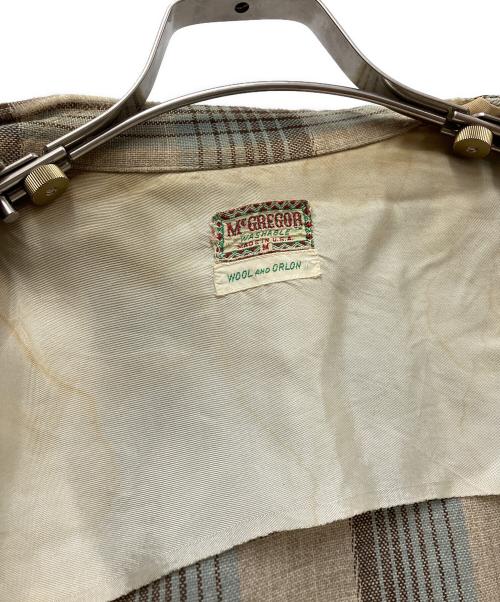 McGREGOR
WASHABLE
MADE IN U.S.A.
M
WOOL AND ORLON